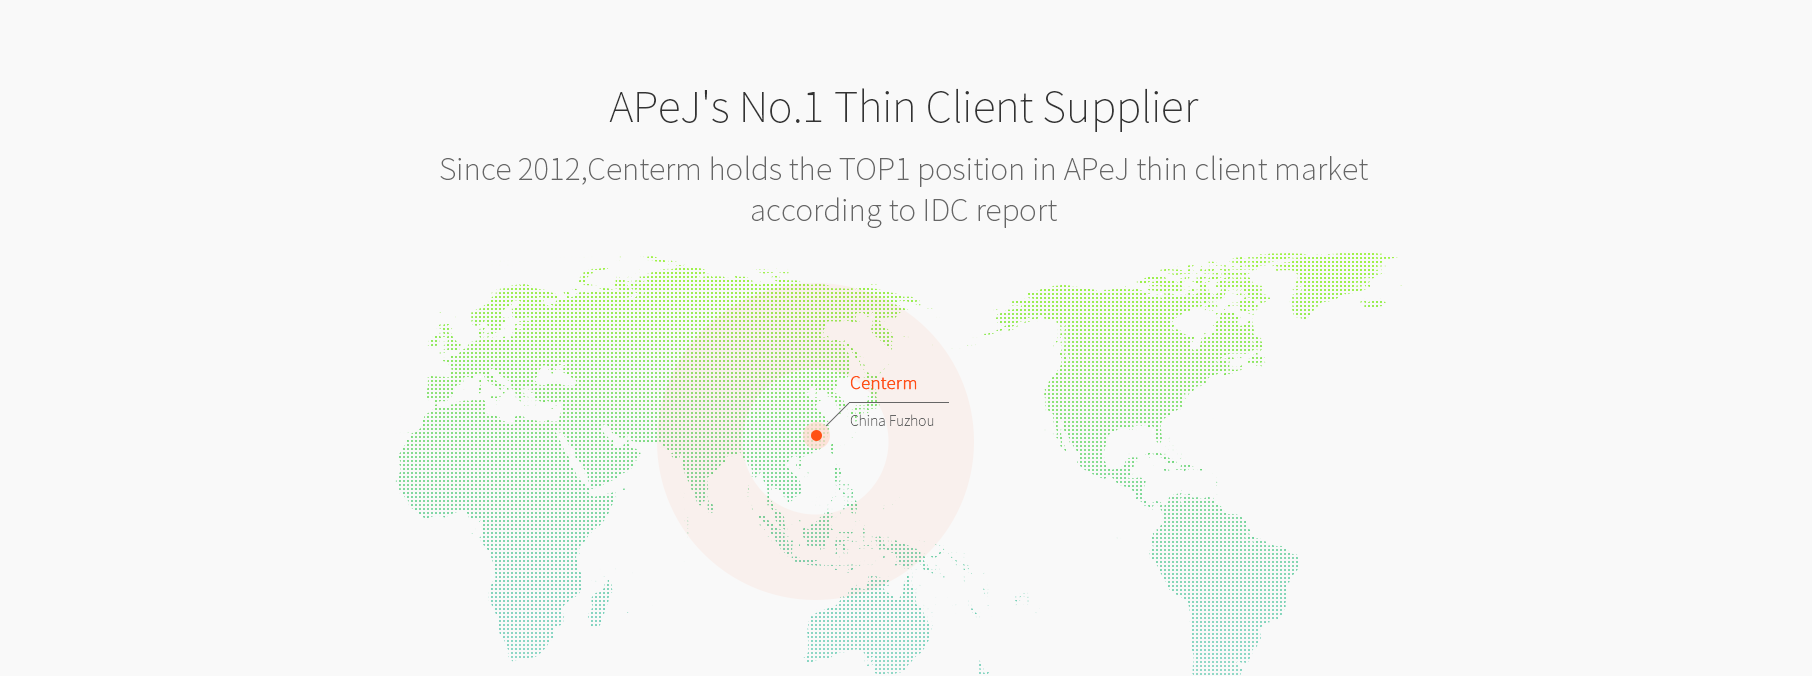 APeJ's No.1 Thin Client Supplier
Since 2012,Centerm holds the TOP1 position in APeJ thin client market
according to IDC report
Centerm
China Fuzhou